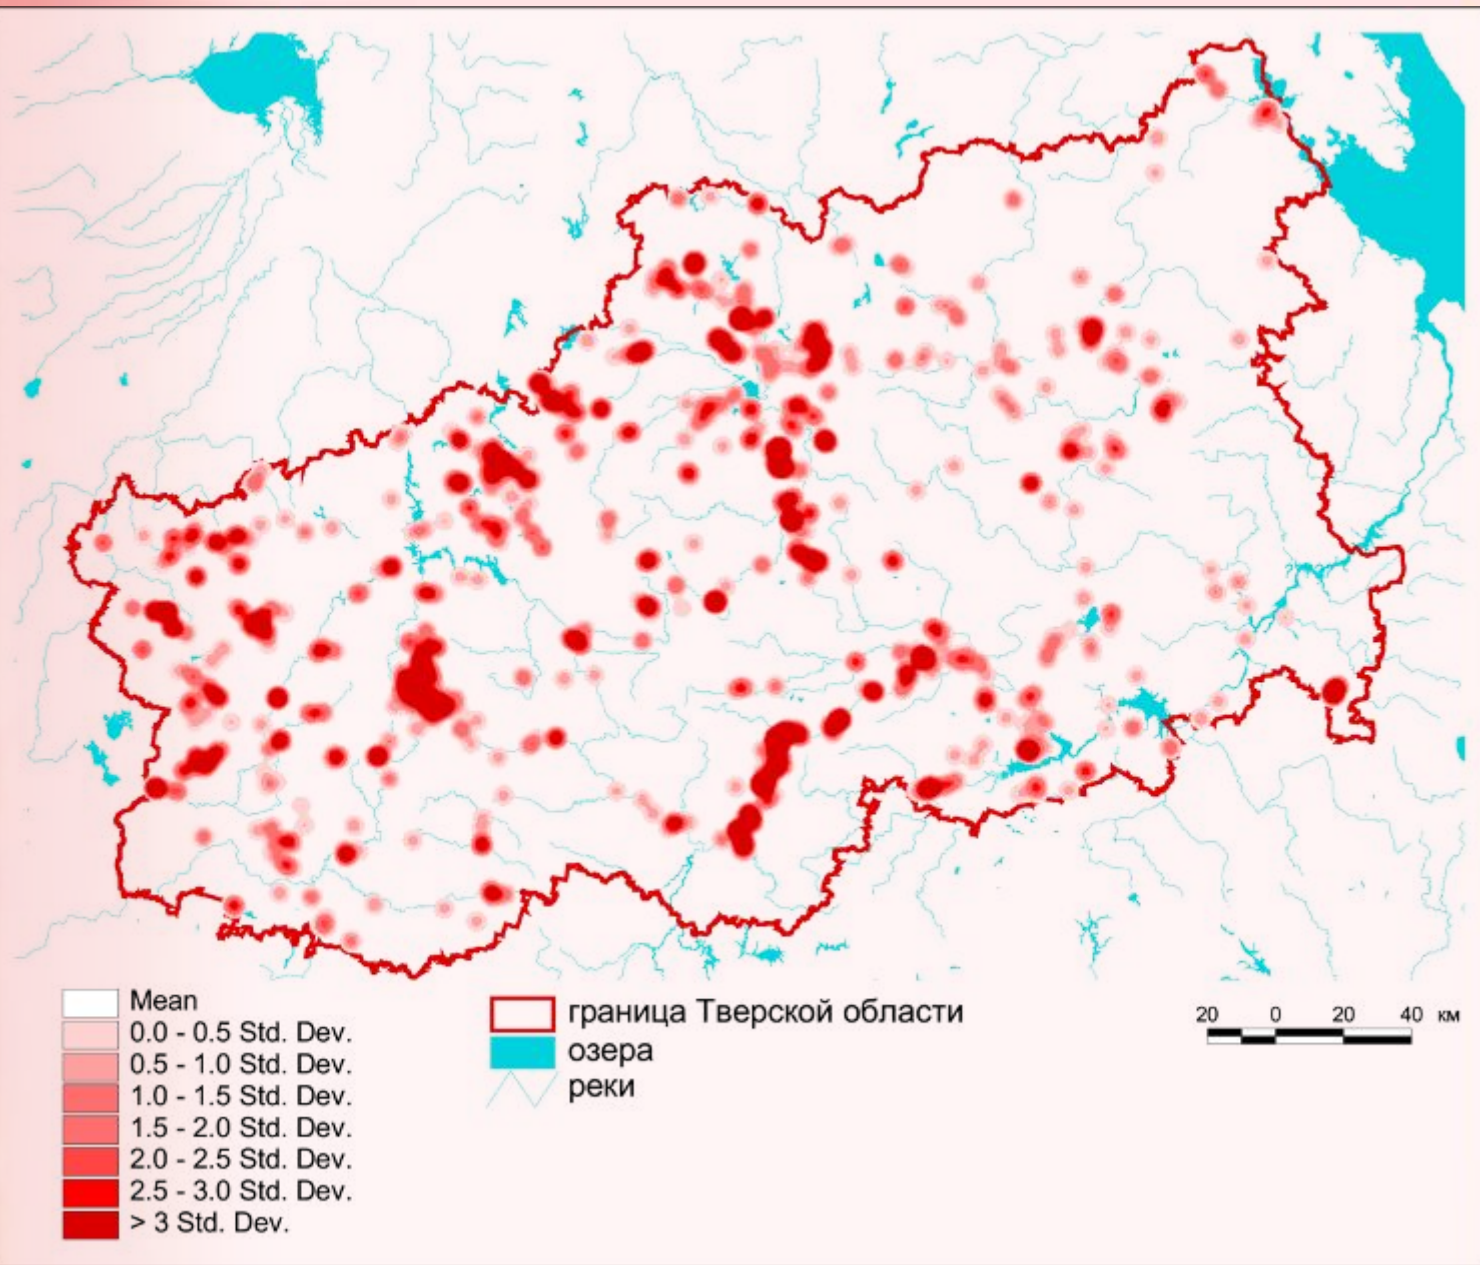 Mean
0.0 - 0.5 Std. Dev.
0.5 - 1.0 Std. Dev.
1.0 - 1.5 Std. Dev.
1.5 - 2.0 Std. Dev.
2.0 - 2.5 Std. Dev.
2.5 - 3.0 Std. Dev.
> 3 Std. Dev.
граница Тверской области
озера
реки
20 0 20 40 км